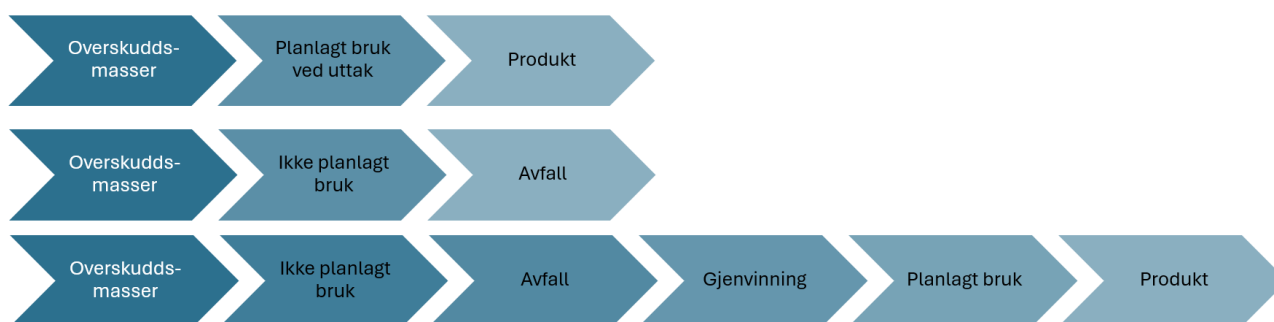 Overskudds-
masser
Planlagt bruk
ved uttak
Produkt
Overskudds-
masser
Ikke planlagt
bruk
Avfall
Overskudds-
masser
Ikke planlagt
bruk
Avfall
Gjenvinning
Planlagt bruk
Produkt